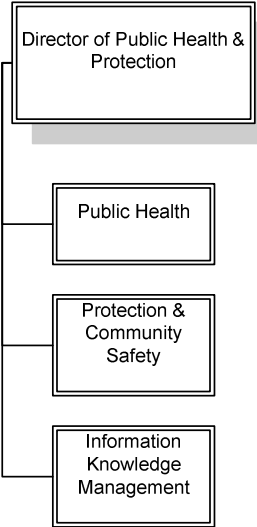 Director of Public Health &
Protection
Public Health
Protection &
Community
Safety
Information
Knowledge
Management